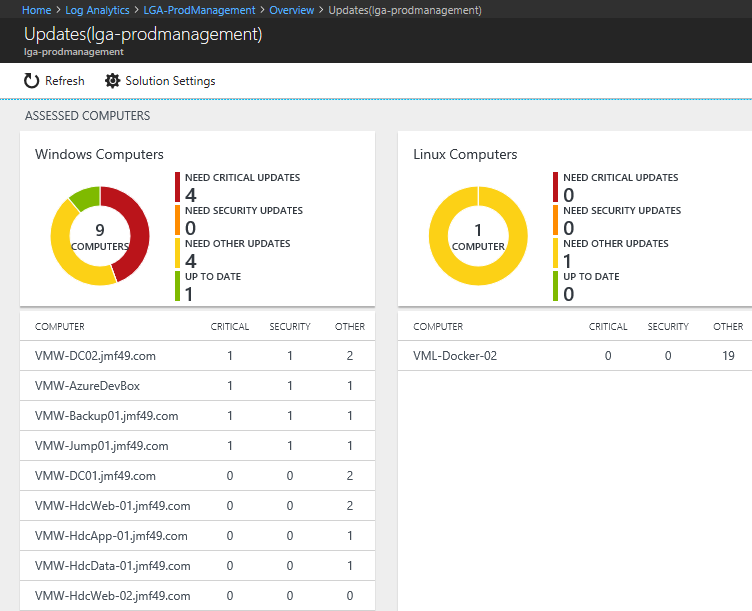 Home > Log Analytics > LGA-ProdManagement > Overview > Updates(lga-prodmanagement)
Updates(lga-prodmanagement)
lga-prodmanagement
Refresh Solution Settings
ASSESSED COMPUTERS
Windows Computers
9
COMPUTERS
NEED CRITICAL UPDATES
4
NEED SECURITY UPDATES
0
NEED OTHER UPDATES
4
UP TO DATE
1
COMPUTER CRITICAL SECURITY OTHER
VMW-DC02.jmf49.com 1 1 2
VMW-AzureDevBox 1 1 1
VMW-Backup01.jmf49.com 1 1 1
VMW-Jump01.jmf49.com 1 1 1
VMW-DC01.jmf49.com 0 0 2
VMW-HdcWeb-01.jmf49.com 0 0 2
VMW-HdcApp-01.jmf49.com 0 0 1
VMW-HdcData-01.jmf49.com 0 0 1
VMW-HdcWeb-02.jmf49.com 0 0 0
Linux Computers
1
COMPUTER
NEED CRITICAL UPDATES
0
NEED SECURITY UPDATES
0
NEED OTHER UPDATES
1
UP TO DATE
0
COMPUTER CRITICAL SECURITY OTHER
VML-Docker-02 0 0 19